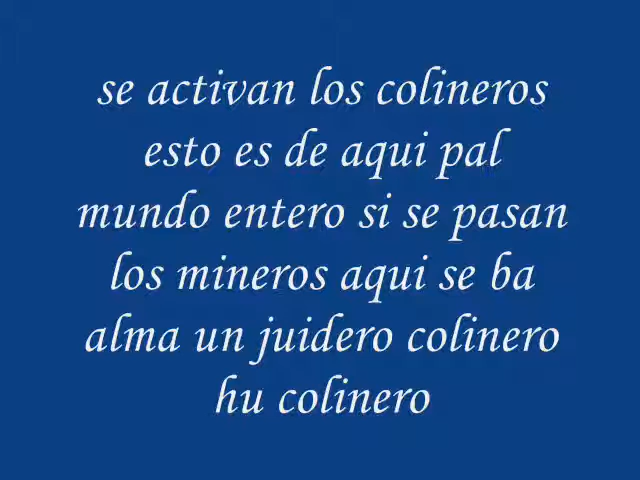 se activan los colineros
esto es de aqui pal
mundo entero si se pasan
los mineros aqui se ba
alma un juidero colinero
hu colinero